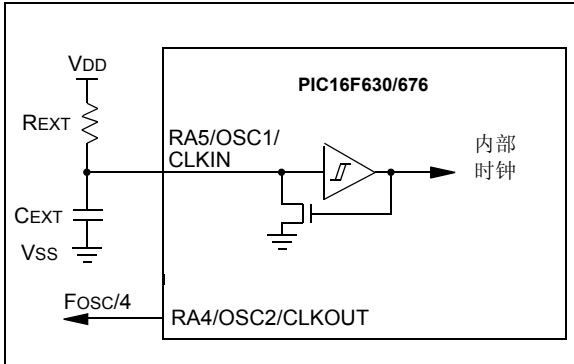 VDD
PIC16F630/676
REXT
RA5/OSC1/
CLKIN
内部
时钟
CEXT
VSS
FOSC/4
RA4/OSC2/CLKOUT